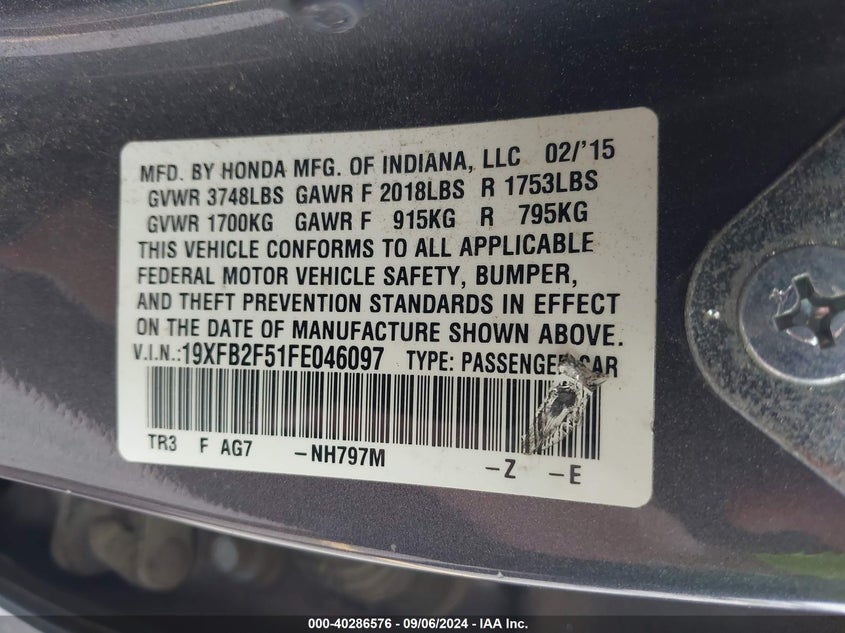 MFD. BY HONDA MFG. OF INDIANA, LLC 02/'15
GVWR 3748LBS GAWR F 2018LBS R 1753LBS
GVWR 1700KG GAWR F 915KG R 795KG
THIS VEHICLE CONFORMS TO ALL APPLICABLE
FEDERAL MOTOR VEHICLE SAFETY, BUMPER,
AND THEFT PREVENTION STANDARDS IN EFFECT
ON THE DATE OF MANUFACTURE SHOWN ABOVE.
V.I.N.:19XFB2F51FE046097 TYPE: PASSENGER CAR
TR3 F AG7 -NH797M -Z -E
000-40286576 - 09/06/2024 - IAAI.com